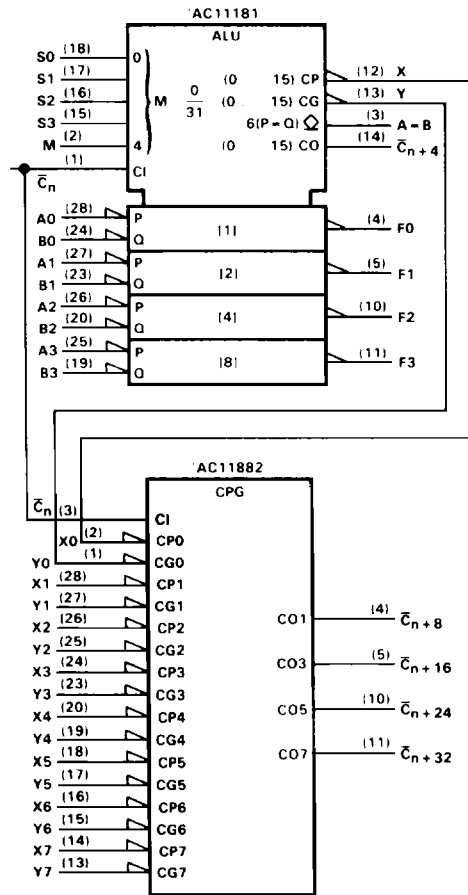 AC11181
ALU
S0 (18) 0
S1 (17)
S2 (16)
S3 (15)
M (2) 4
C̅n (1) CI
M 0/31
(0 15) CP (12) X
(0 15) CG (13) Y
6(P = Q) ◇ (3) A = B
(0 15) CO (14) C̅n + 4
A0 (28) P
B0 (24) Q
[1] (4) F0
A1 (27) P
B1 (23) Q
[2] (5) F1
A2 (26) P
B2 (20) Q
[4] (10) F2
A3 (25) P
B3 (19) Q
[8] (11) F3
AC11882
CPG
C̅n (3) CI
X0 (2) CP0
Y0 (1) CG0
X1 (28) CP1
Y1 (27) CG1
X2 (26) CP2
Y2 (25) CG2
X3 (24) CP3
Y3 (23) CG3
X4 (20) CP4
Y4 (19) CG4
X5 (18) CP5
Y5 (17) CG5
X6 (16) CP6
Y6 (15) CG6
X7 (14) CP7
Y7 (13) CG7
CO1 (4) C̅n + 8
CO3 (5) C̅n + 16
CO5 (10) C̅n + 24
CO7 (11) C̅n + 32